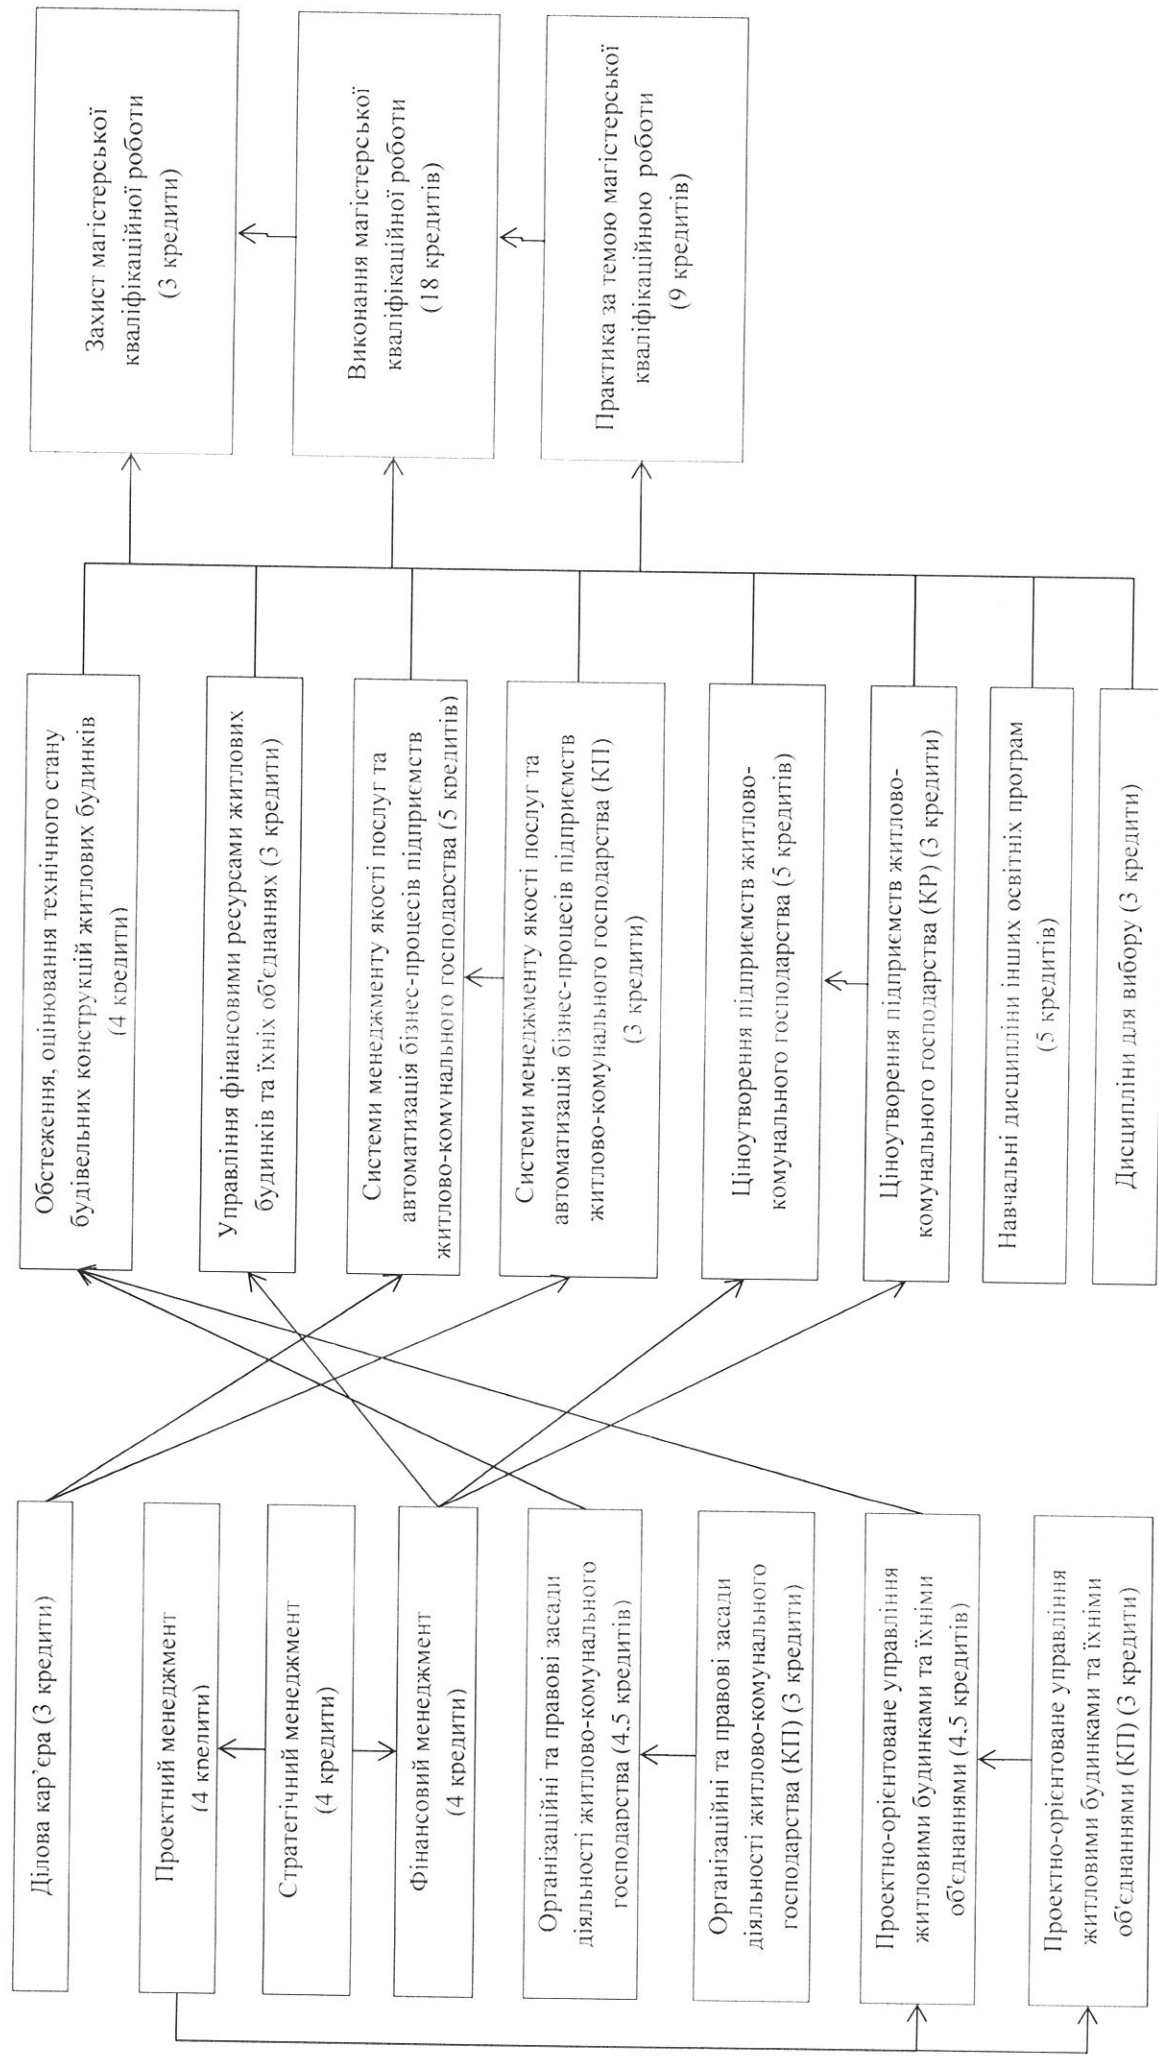 Ділова кар’єра (3 кредити)
Проектний менеджмент
(4 кредити)
Стратегічний менеджмент
(4 кредити)
Фінансовий менеджмент
(4 кредити)
Організаційні та правові засади
діяльності житлово-комунального
господарства (4,5 кредитів)
Організаційні та правові засади
діяльності житлово-комунального
господарства (КП) (3 кредити)
Проектно-орієнтоване управління
житловими будинками та їхніми
об'єднаннями (4,5 кредитів)
Проектно-орієнтоване управління
житловими будинками та їхніми
об'єднаннями (КП) (3 кредити)
Обстеження, оцінювання технічного стану
будівельних конструкцій житлових будинків
(4 кредити)
Управління фінансовими ресурсами житлових
будинків та їхніх об'єднаннях (3 кредити)
Системи менеджменту якості послуг та
автоматизація бізнес-процесів підприємств
житлово-комунального господарства (5 кредитів)
Системи менеджменту якості послуг та
автоматизація бізнес-процесів підприємств
житлово-комунального господарства (КП)
(3 кредити)
Ціноутворення підприємств житлово-
комунального господарства (5 кредитів)
Ціноутворення підприємств житлово-
комунального господарства (КР) (3 кредити)
Навчальні дисципліни інших освітніх програм
(5 кредитів)
Дисципліни для вибору (3 кредити)
Захист магістерської
кваліфікаційної роботи
(3 кредити)
Виконання магістерської
кваліфікаційної роботи
(18 кредитів)
Практика за темою магістерської
кваліфікаційною роботи
(9 кредитів)